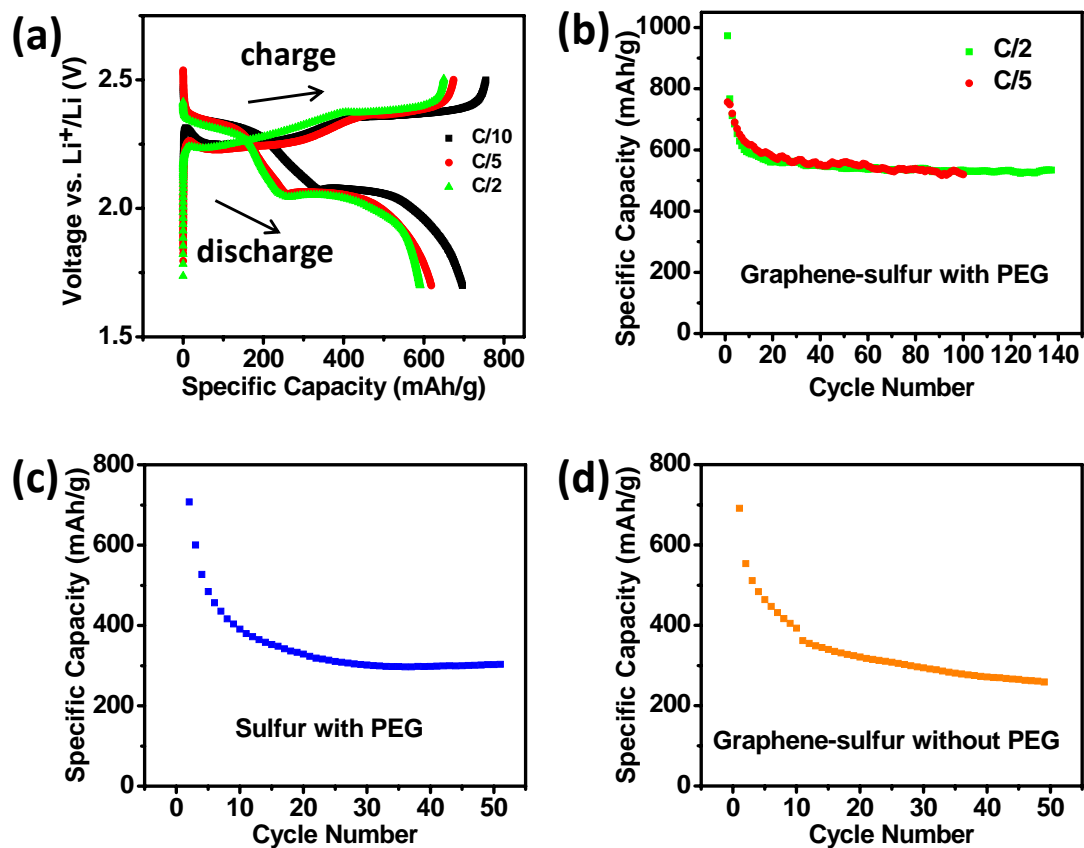 (a)
charge
discharge
C/10
C/5
C/2
2.5
2.0
1.5
0 200 400 600 800
Voltage vs. Li⁺/Li (V)
Specific Capacity (mAh/g)
(b)
C/2
C/5
Graphene-sulfur with PEG
1000
800
600
400
200
0
0 20 40 60 80 100 120 140
Specific Capacity (mAh/g)
Cycle Number
(c)
Sulfur with PEG
800
600
400
200
0
0 10 20 30 40 50
Specific Capacity (mAh/g)
Cycle Number
(d)
Graphene-sulfur without PEG
800
600
400
200
0
0 10 20 30 40 50
Specific Capacity (mAh/g)
Cycle Number